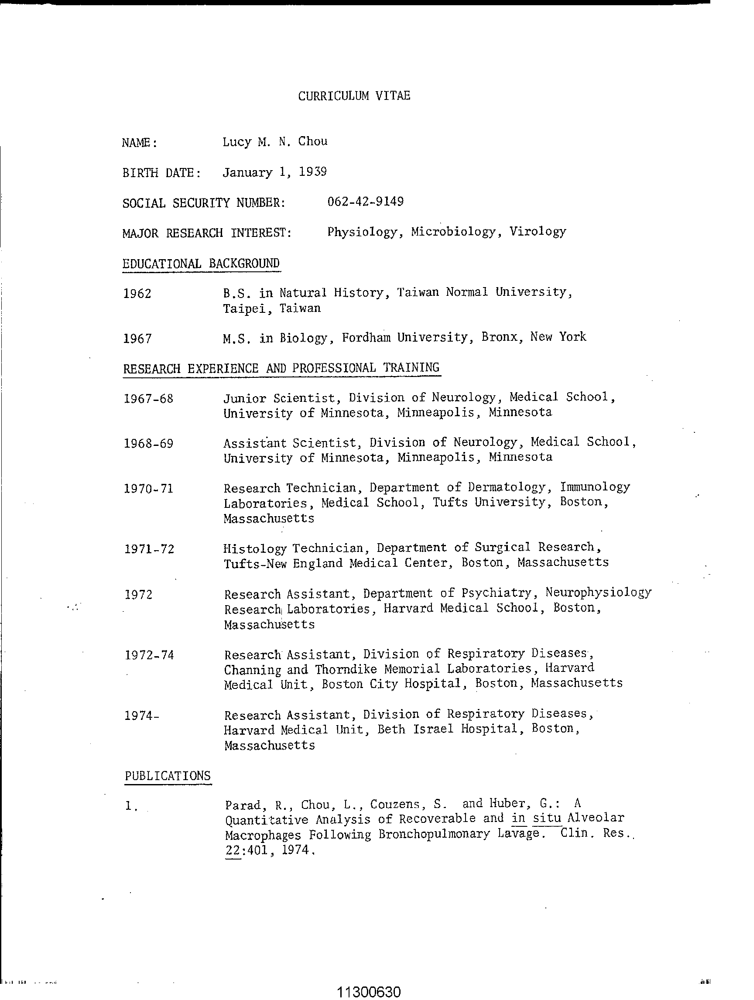 CURRICULUM VITAE
NAME: Lucy M. N. Chou
BIRTH DATE: January 1, 1939
SOCIAL SECURITY NUMBER: 062-42-9149
MAJOR RESEARCH INTEREST: Physiology, Microbiology, Virology
EDUCATIONAL BACKGROUND
1962 B.S. in Natural History, Taiwan Normal University,
Taipei, Taiwan
1967 M.S. in Biology, Fordham University, Bronx, New York
RESEARCH EXPERIENCE AND PROFESSIONAL TRAINING
1967-68 Junior Scientist, Division of Neurology, Medical School,
University of Minnesota, Minneapolis, Minnesota
1968-69 Assistant Scientist, Division of Neurology, Medical School,
University of Minnesota, Minneapolis, Minnesota
1970-71 Research Technician, Department of Dermatology, Immunology
Laboratories, Medical School, Tufts University, Boston,
Massachusetts
1971-72 Histology Technician, Department of Surgical Research,
Tufts-New England Medical Center, Boston, Massachusetts
1972 Research Assistant, Department of Psychiatry, Neurophysiology
Research Laboratories, Harvard Medical School, Boston,
Massachusetts
1972-74 Research Assistant, Division of Respiratory Diseases,
Channing and Thorndike Memorial Laboratories, Harvard
Medical Unit, Boston City Hospital, Boston, Massachusetts
1974- Research Assistant, Division of Respiratory Diseases,
Harvard Medical Unit, Beth Israel Hospital, Boston,
Massachusetts
PUBLICATIONS
1. Parad, R., Chou, L., Couzens, S. and Huber, G.: A
Quantitative Analysis of Recoverable and in situ Alveolar
Macrophages Following Bronchopulmonary Lavage. Clin. Res.
22:401, 1974.
11300630